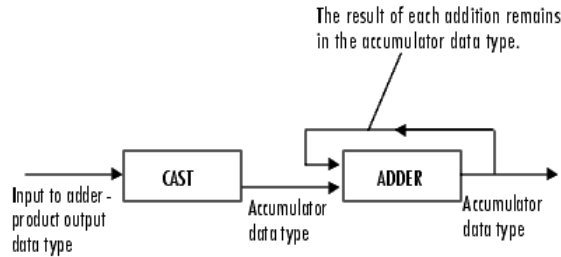 The result of each addition remains
in the accumulator data type.
CAST
ADDER
Input to adder -
product output
data type
Accumulator
data type
Accumulator
data type